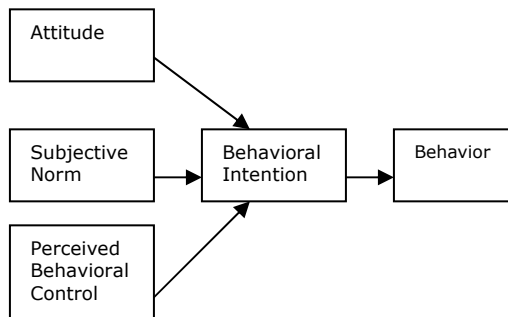 Attitude
Subjective
Norm
Behavioral
Intention
Behavior
Perceived
Behavioral
Control